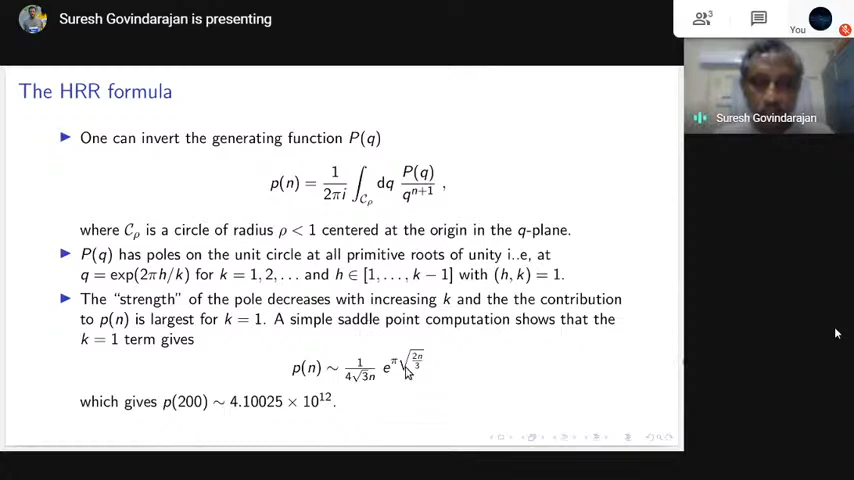 Suresh Govindarajan is presenting
3
You
Suresh Govindarajan
The HRR formula
One can invert the generating function P(q)
p(n) = 1/2πi ∫_{C_ρ} dq P(q)/q^{n+1} ,
where C_ρ is a circle of radius ρ < 1 centered at the origin in the q-plane.
P(q) has poles on the unit circle at all primitive roots of unity i..e, at
q = exp(2πh/k) for k = 1, 2, . . . and h ∈ [1, . . . , k − 1] with (h, k) = 1.
The “strength” of the pole decreases with increasing k and the the contribution
to p(n) is largest for k = 1. A simple saddle point computation shows that the
k = 1 term gives
p(n) ∼ 1/4√3n e^{π√(2n/3)}
which gives p(200) ∼ 4.10025 × 10^{12}.